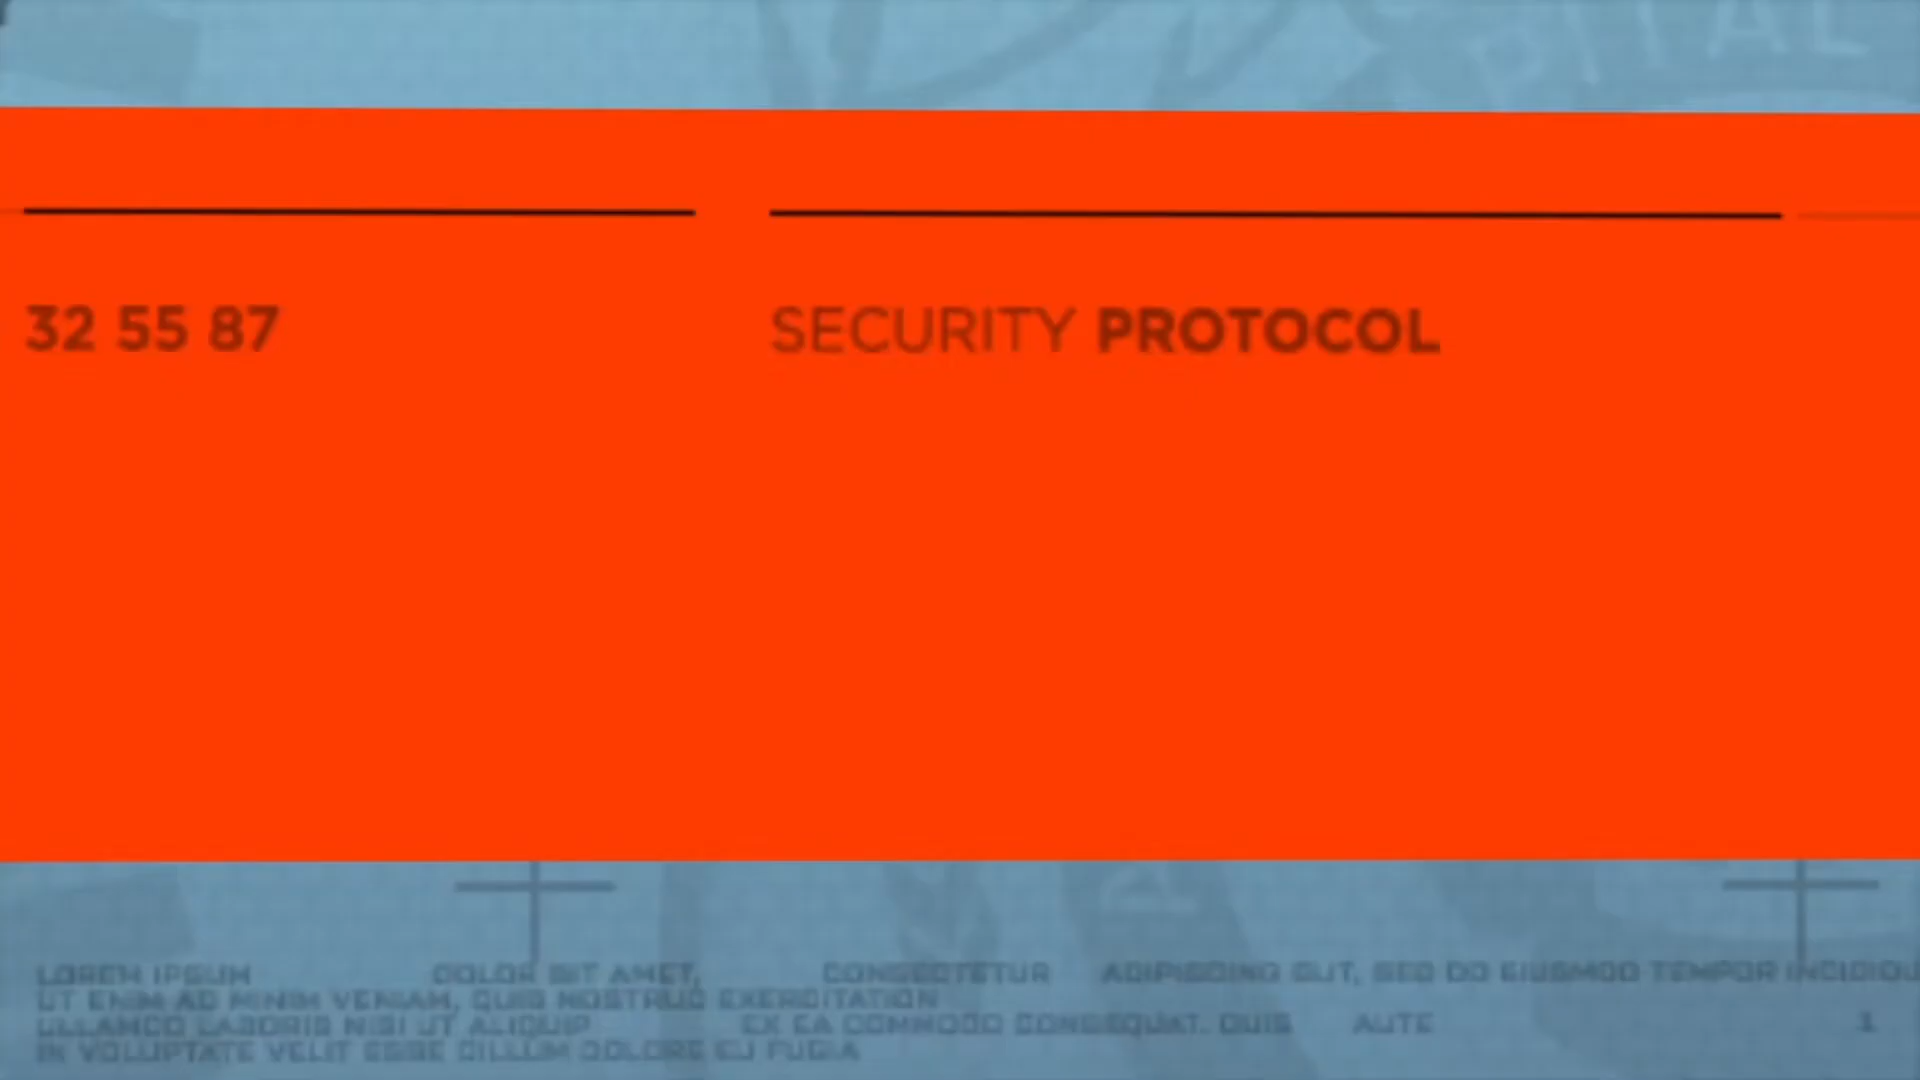 PITAL
32 55 87
SECURITY PROTOCOL
LOREM IPSUM DOLOR SIT AMET, CONSECTETUR ADIPISCING ELIT, SED DO EIUSMOD TEMPOR INCIDIDU
UT ENIM AD MINIM VENIAM, QUIS NOSTRUD EXERCITATION
ULLAMCO LABORIS NISI UT ALIQUIP EX EA COMMODO CONSEQUAT. DUIS AUTE 1
IN VOLUPTATE VELIT ESSE CILLUM DOLORE EU FUGIA